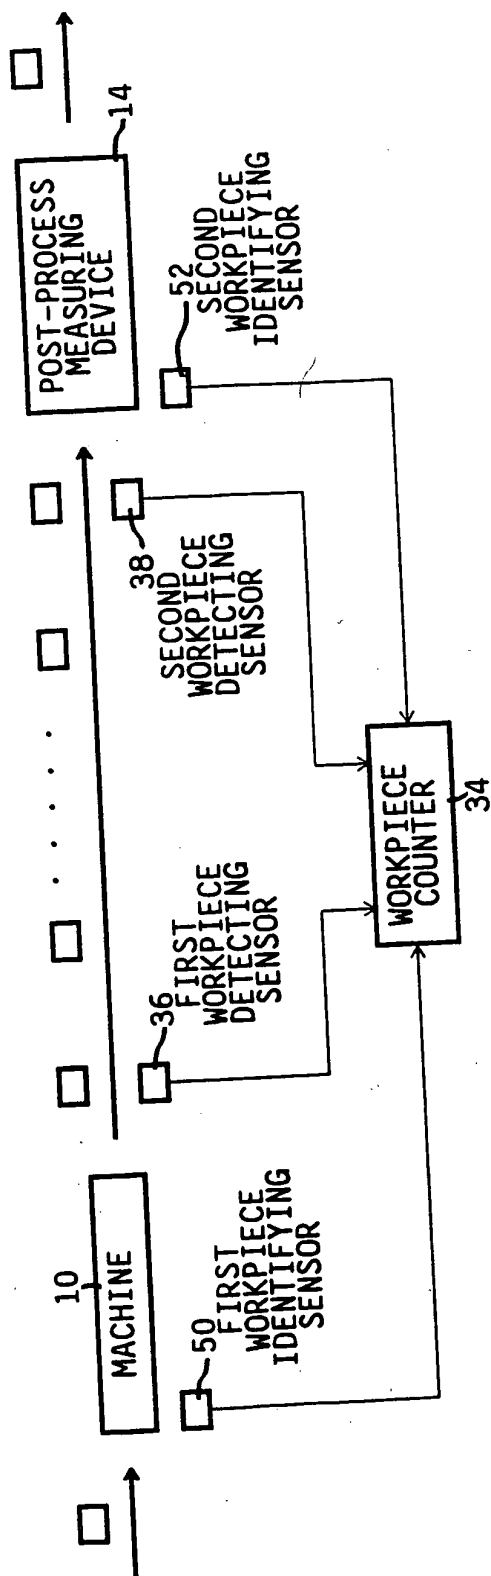 10
MACHINE
50
FIRST
WORKPIECE
IDENTIFYING
SENSOR
36
FIRST
WORKPIECE
DETECTING
SENSOR
38
SECOND
WORKPIECE
DETECTING
SENSOR
POST-PROCESS
MEASURING
DEVICE
14
52
SECOND
WORKPIECE
IDENTIFYING
SENSOR
WORKPIECE
COUNTER
34